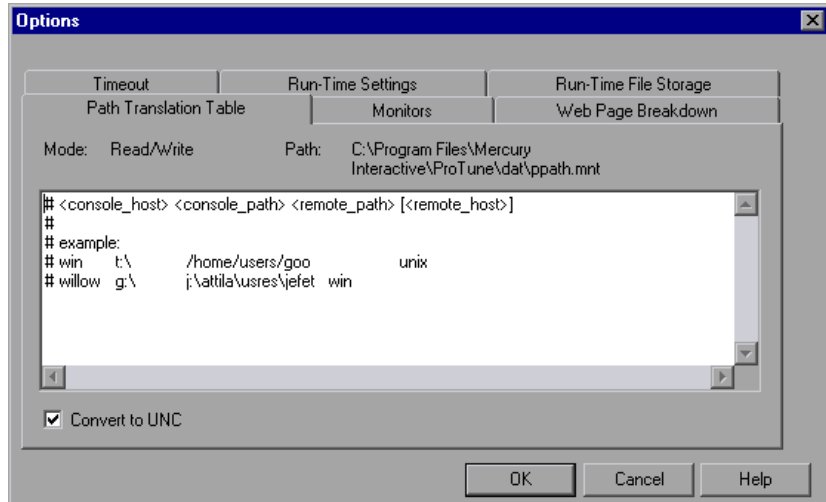 Options
Timeout Run-Time Settings Run-Time File Storage
Path Translation Table Monitors Web Page Breakdown
Mode: Read/Write Path: C:\Program Files\Mercury
Interactive\ProTune\dat\ppath.mnt
# <console_host> <console_path> <remote_path> [<remote_host>]
#
# example:
# win t:\ /home/users/goo unix
# willow g:\ j:\attila\usres\jefet win
Convert to UNC
OK Cancel Help